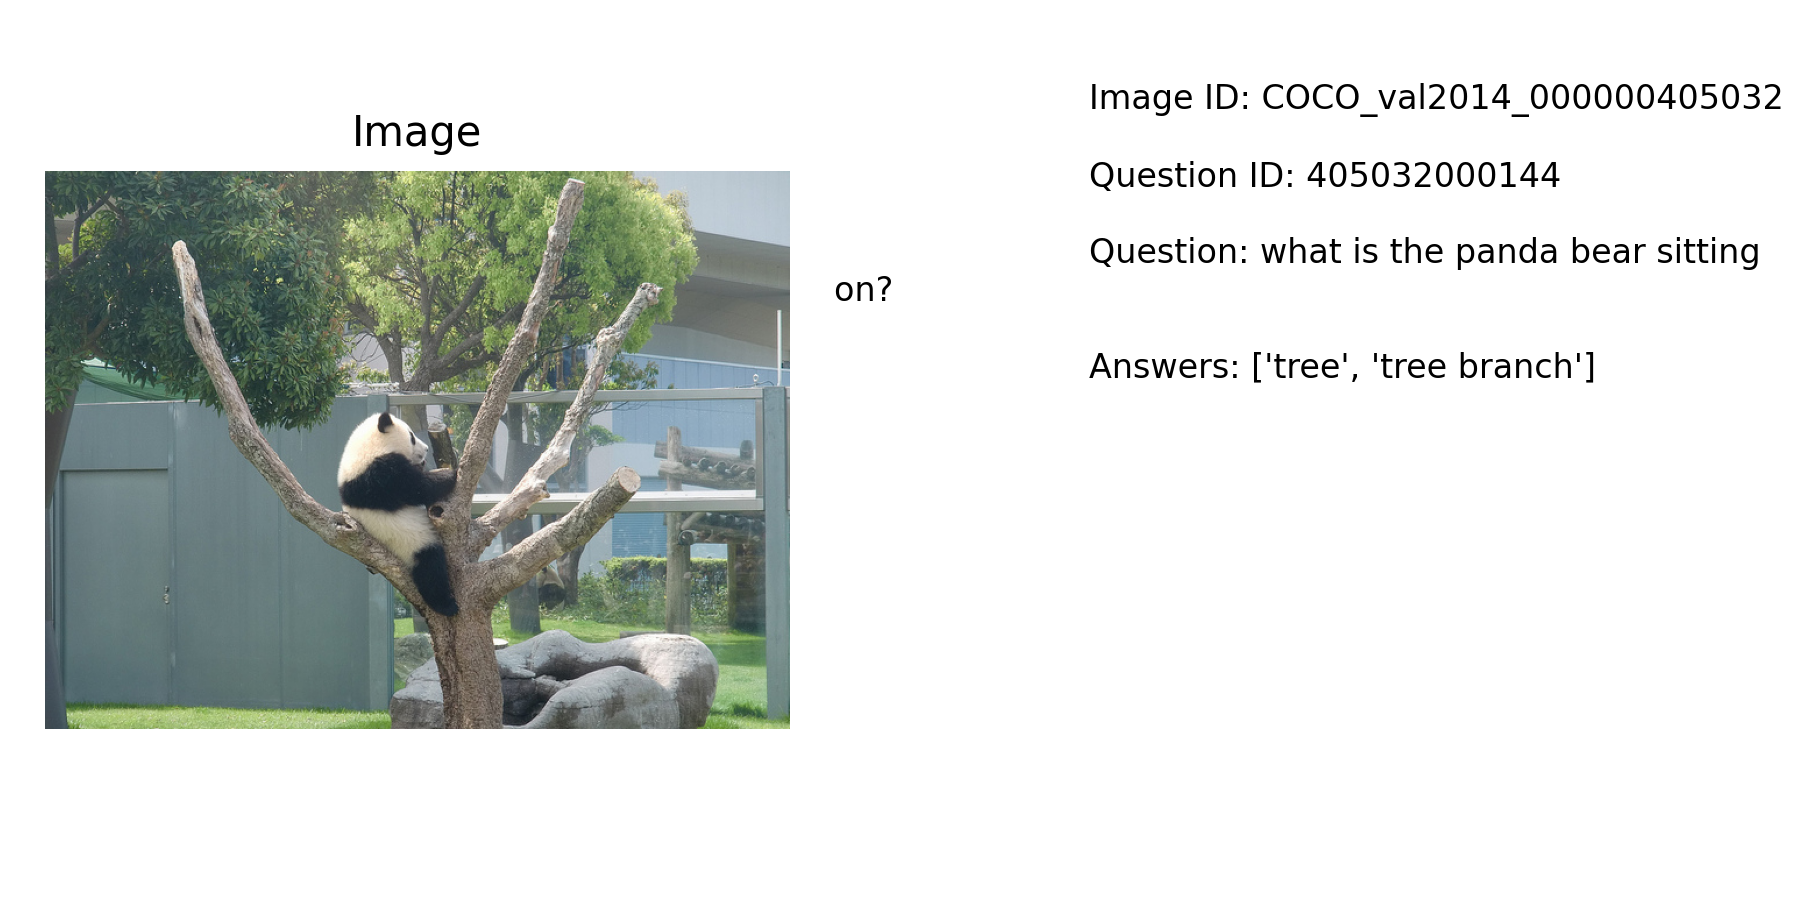 Image
Image ID: COCO_val2014_000000405032
Question ID: 405032000144
Question: what is the panda bear sitting
on?
Answers: ['tree', 'tree branch']